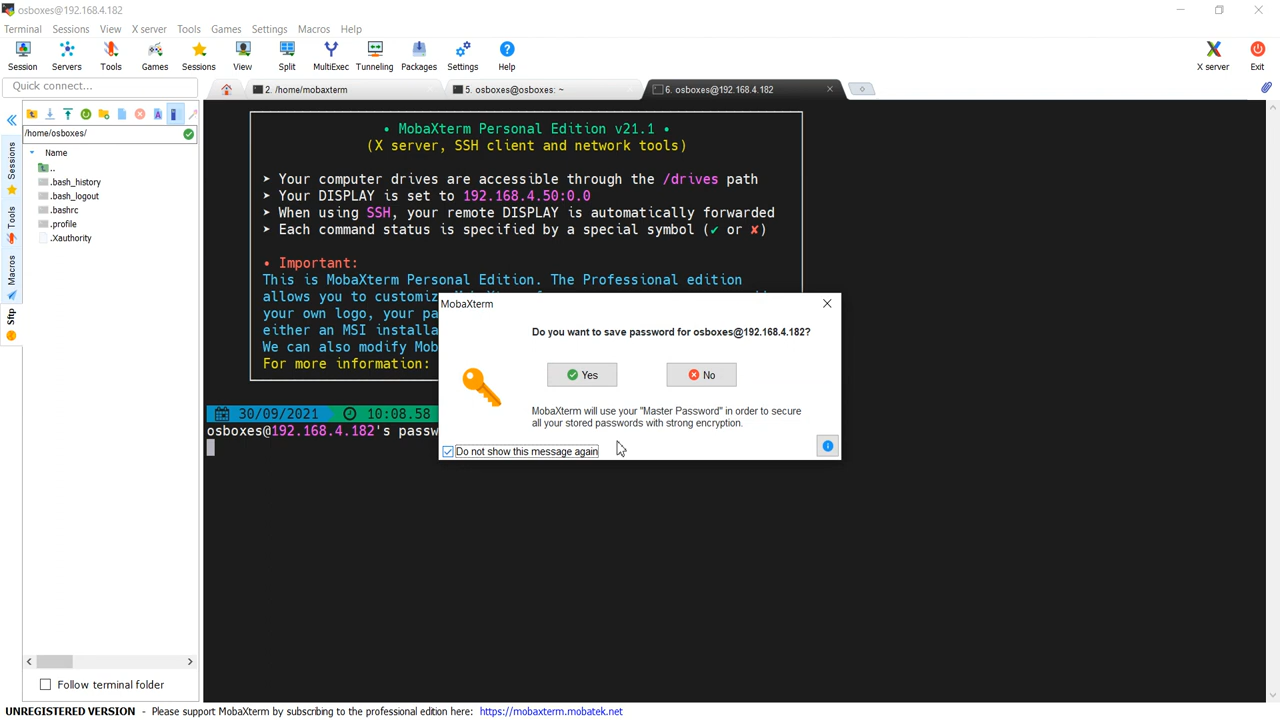 osboxes@192.168.4.182
Terminal Sessions View X server Tools Games Settings Macros Help
Session Servers Tools Games Sessions View Split MultiExec Tunneling Packages Settings Help X server Exit
Quick connect...
2. /home/mobaxterm
5. osboxes@osboxes: ~
6. osboxes@192.168.4.182
/home/osboxes/
Name
..
.bash_history
.bash_logout
.bashrc
.profile
.Xauthority
Sessions
Tools
Macros
Sftp
• MobaXterm Personal Edition v21.1 •
(X server, SSH client and network tools)
➤ Your computer drives are accessible through the /drives path
➤ Your DISPLAY is set to 192.168.4.50:0.0
➤ When using SSH, your remote DISPLAY is automatically forwarded
➤ Each command status is specified by a special symbol (✔ or ✘)
• Important:
This is MobaXterm Personal Edition. The Professional edition
allows you to customiz
your own logo, your pa
either an MSI installa
We can also modify Mob
For more information:
30/09/2021 10:08.58
osboxes@192.168.4.182's passw
MobaXterm
Do you want to save password for osboxes@192.168.4.182?
Yes
No
MobaXterm will use your "Master Password" in order to secure
all your stored passwords with strong encryption.
Do not show this message again
Follow terminal folder
UNREGISTERED VERSION - Please support MobaXterm by subscribing to the professional edition here: https://mobaxterm.mobatek.net